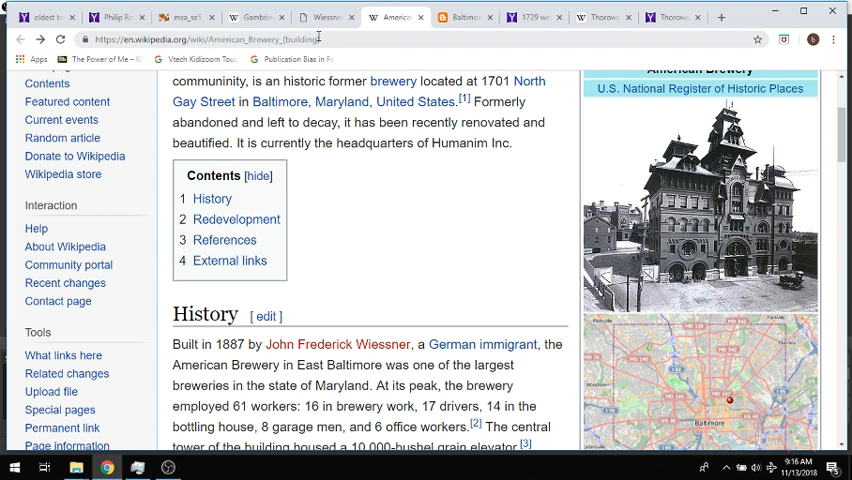 oldest b
Philip Ra
msa_se5
Gambrin
Wiessner
America
Baltimo
1729 we
Thorow
Thorow
https://en.wikipedia.org/wiki/American_Brewery_(building)
Apps
The Power of Me – Ki
Vtech Kidizoom Touc
Publication Bias in Ps
Contents
Featured content
Current events
Random article
Donate to Wikipedia
Wikipedia store
Interaction
Help
About Wikipedia
Community portal
Recent changes
Contact page
Tools
What links here
Related changes
Upload file
Special pages
Permanent link
Page information
community, is an historic former brewery located at 1701 North
Gay Street in Baltimore, Maryland, United States.[1] Formerly
abandoned and left to decay, it has been recently renovated and
beautified. It is currently the headquarters of Humanim Inc.
Contents [hide]
1 History
2 Redevelopment
3 References
4 External links
History [ edit ]
Built in 1887 by John Frederick Wiessner, a German immigrant, the
American Brewery in East Baltimore was one of the largest
breweries in the state of Maryland. At its peak, the brewery
employed 61 workers: 16 in brewery work, 17 drivers, 14 in the
bottling house, 8 garage men, and 6 office workers.[2] The central
tower of the building housed a 10,000-bushel grain elevator.[3]
American Brewery
U.S. National Register of Historic Places
Baltimore
9:16 AM
11/13/2018